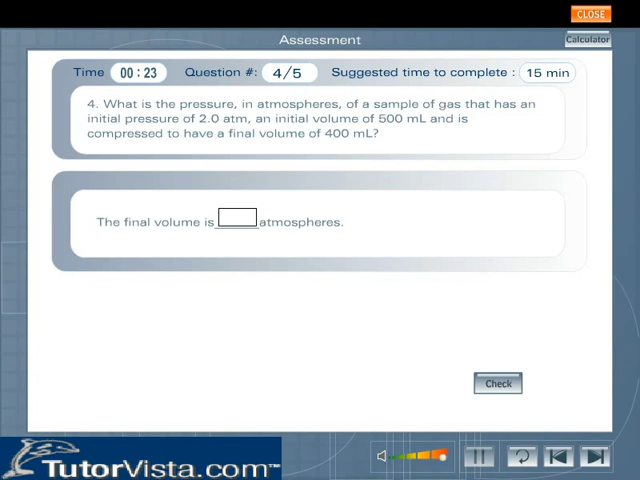 CLOSE
Assessment
Calculator
Time 00 : 23 Question #: 4/5 Suggested time to complete : 15 min
4. What is the pressure, in atmospheres, of a sample of gas that has an
initial pressure of 2.0 atm, an initial volume of 500 mL and is
compressed to have a final volume of 400 mL?
The final volume is atmospheres.
Check
TutorVista.com™